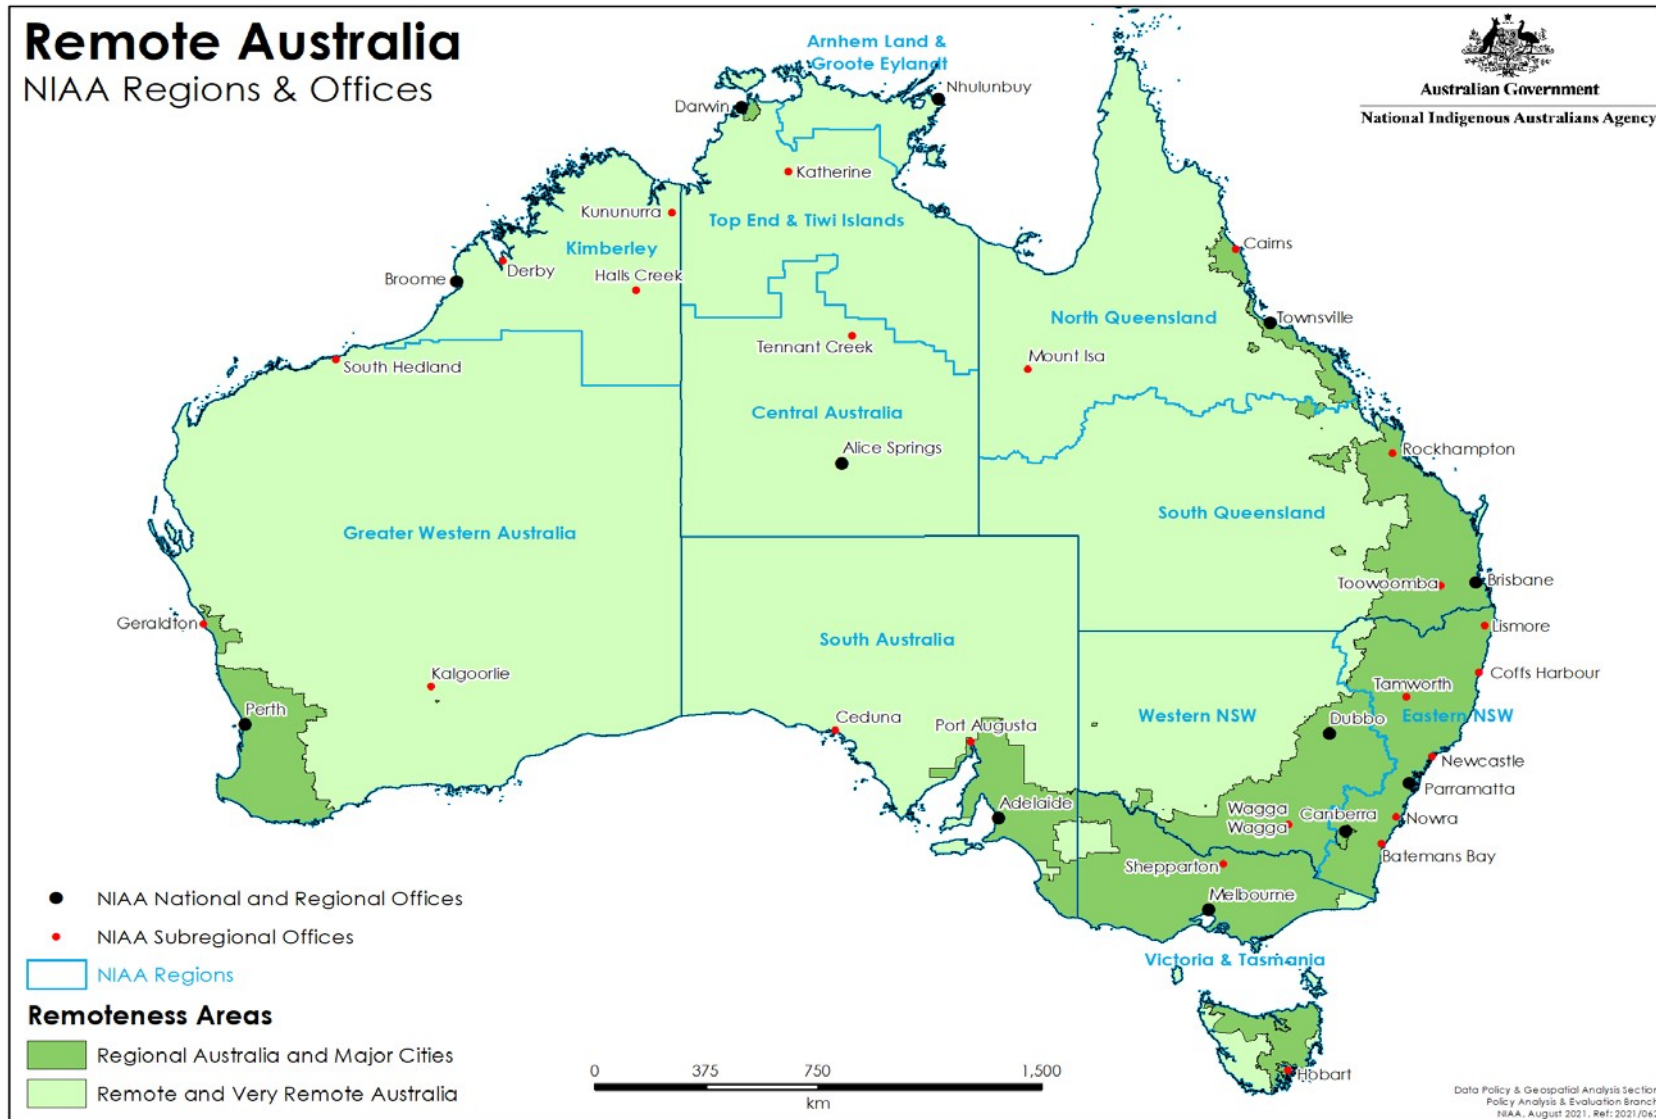 Remote Australia
NIAA Regions & Offices
Australian Government
National Indigenous Australians Agency
Arnhem Land &
Groote Eylandt
Nhulunbuy
Darwin
Katherine
Kununurra
Top End & Tiwi Islands
Kimberley
Cairns
Derby
Halls Creek
Broome
North Queensland
Townsville
Tennant Creek
Mount Isa
South Hedland
Central Australia
Alice Springs
Rockhampton
South Queensland
Greater Western Australia
Toowoomba
Brisbane
Geraldton
Lismore
South Australia
Kalgoorlie
Coffs Harbour
Tamworth
Perth
Ceduna
Port Augusta
Western NSW
Dubbo
Eastern NSW
Newcastle
Parramatta
Adelaide
Wagga
Wagga
Canberra
Nowra
Batemans Bay
Shepparton
Melbourne
Victoria & Tasmania
Hobart
NIAA National and Regional Offices
NIAA Subregional Offices
NIAA Regions
Remoteness Areas
Regional Australia and Major Cities
Remote and Very Remote Australia
0 375 750 1,500
km
Data Policy & Geospatial Analysis Section
Policy Analysis & Evaluation Branch
NIAA, August 2021, Ref: 2021/062